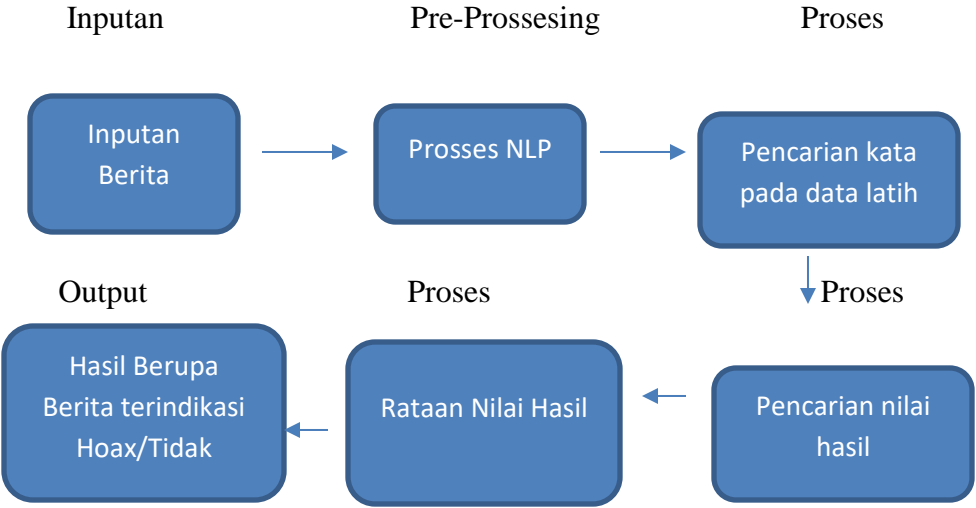 Inputan
Pre-Prossesing
Proses
Inputan
Berita
Prosses NLP
Pencarian kata
pada data latih
Output
Proses
Proses
Hasil Berupa
Berita terindikasi
Hoax/Tidak
Rataan Nilai Hasil
Pencarian nilai
hasil